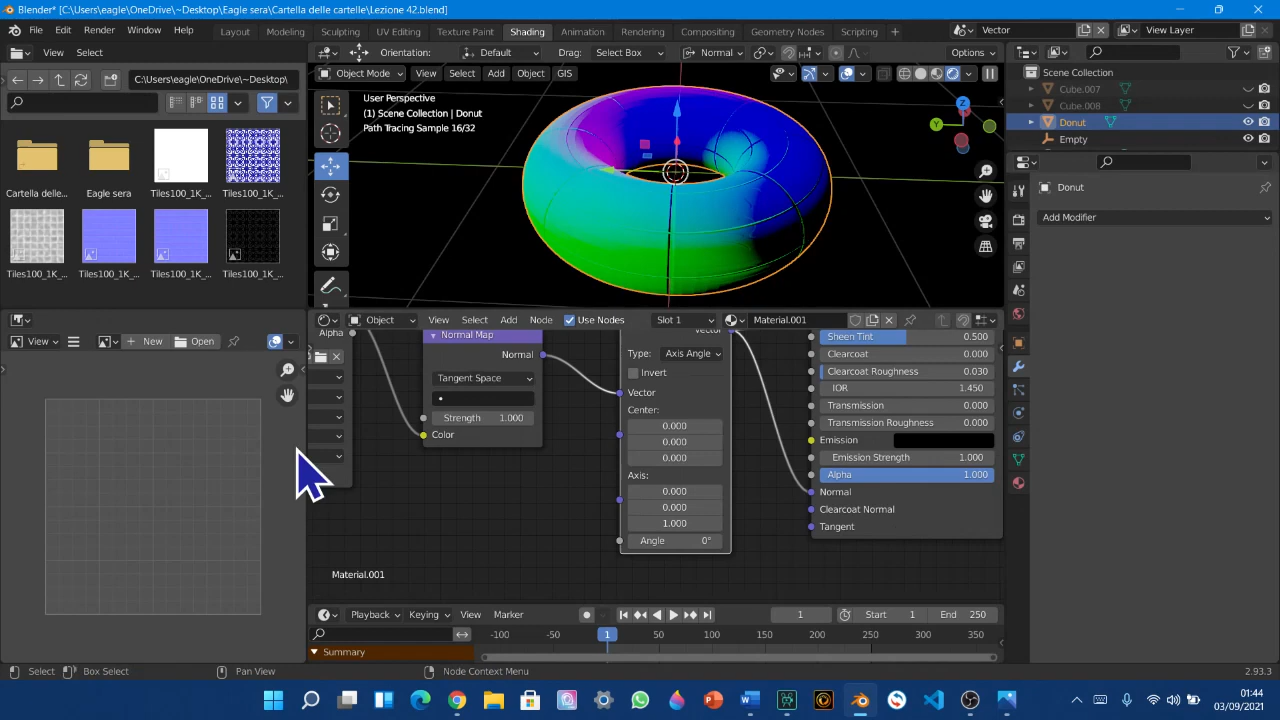 Blender* [C:\Users\eagle\OneDrive\~Desktop\Eagle sera\Cartella delle cartelle\Lezione 42.blend]
File Edit Render Window Help Layout Modeling Sculpting UV Editing Texture Paint Shading Animation Rendering Compositing Geometry Nodes Scripting + Vector View Layer
View Select
Orientation: Default Drag: Select Box Normal Options
C:\Users\eagle\OneDrive\~Desktop\
Object Mode View Select Add Object GIS
User Perspective
(1) Scene Collection | Donut
Path Tracing Sample 16/32
Z
Y
Cartella delle... Eagle sera Tiles100_1K_... Tiles100_1K_...
Tiles100_1K_... Tiles100_1K_... Tiles100_1K_... Tiles100_1K_...
Scene Collection
Cube.007
Cube.008
Donut
Empty
Donut
Add Modifier
View New Open
Object View Select Add Node Use Nodes Slot 1 Material.001
Alpha
Normal Map
Normal
Tangent Space
Strength 1.000
Color
Vector
Type: Axis Angle
Invert
Vector
Center:
0.000
0.000
0.000
Axis:
0.000
0.000
1.000
Angle 0°
Sheen Tint 0.500
Clearcoat 0.000
Clearcoat Roughness 0.030
IOR 1.450
Transmission 0.000
Transmission Roughness 0.000
Emission
Emission Strength 1.000
Alpha 1.000
Normal
Clearcoat Normal
Tangent
Material.001
Playback Keying View Marker 1 Start 1 End 250
-100 -50 1 50 100 150 200 250 300 350
Summary
Select Box Select Pan View Node Context Menu 2.93.3
01:44
03/09/2021